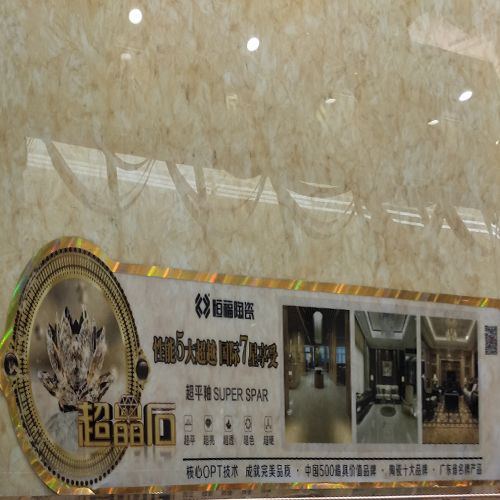 恒福陶瓷
性能5大超越 国际7星享受
超平釉 SUPER SPAR
超晶石
超平 超亮 超透 超色 超硬
核心OPT技术 成就完美品质 · 中国500最具价值品牌 · 陶瓷十大品牌 · 广东省名牌产品